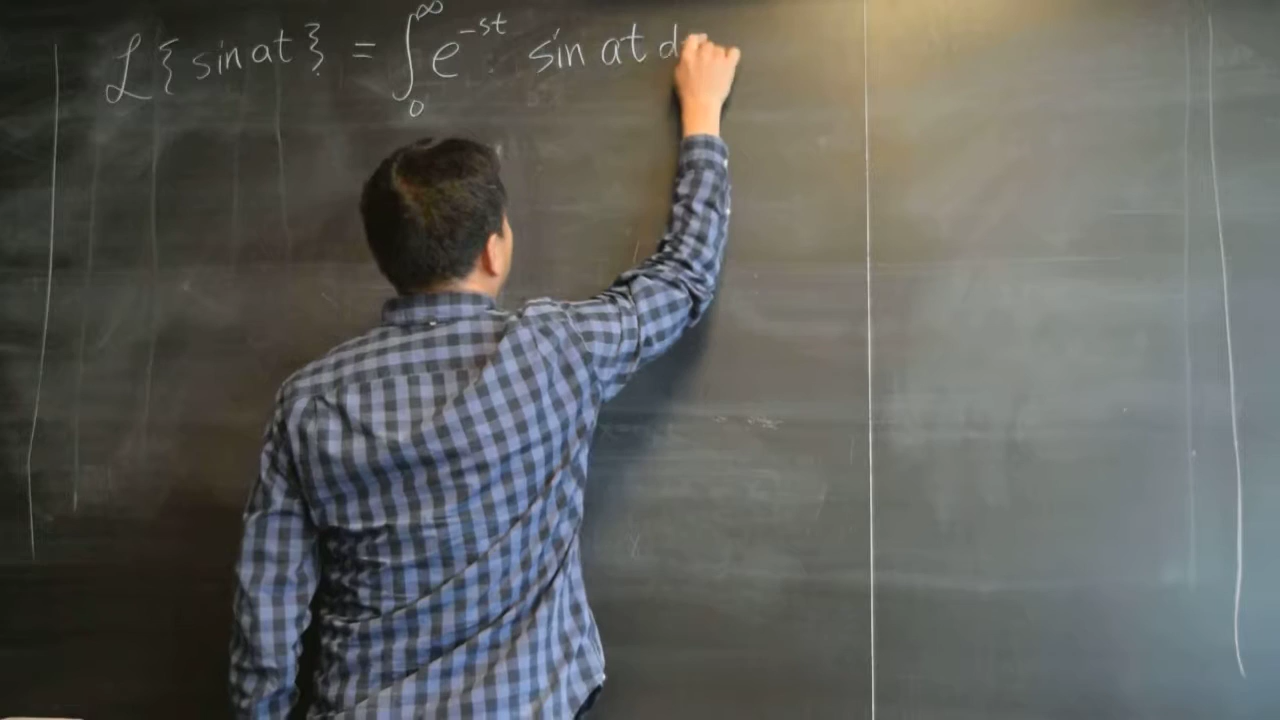 ℒ{sin at} = ∫₀^∞ e^{-st} sin at d